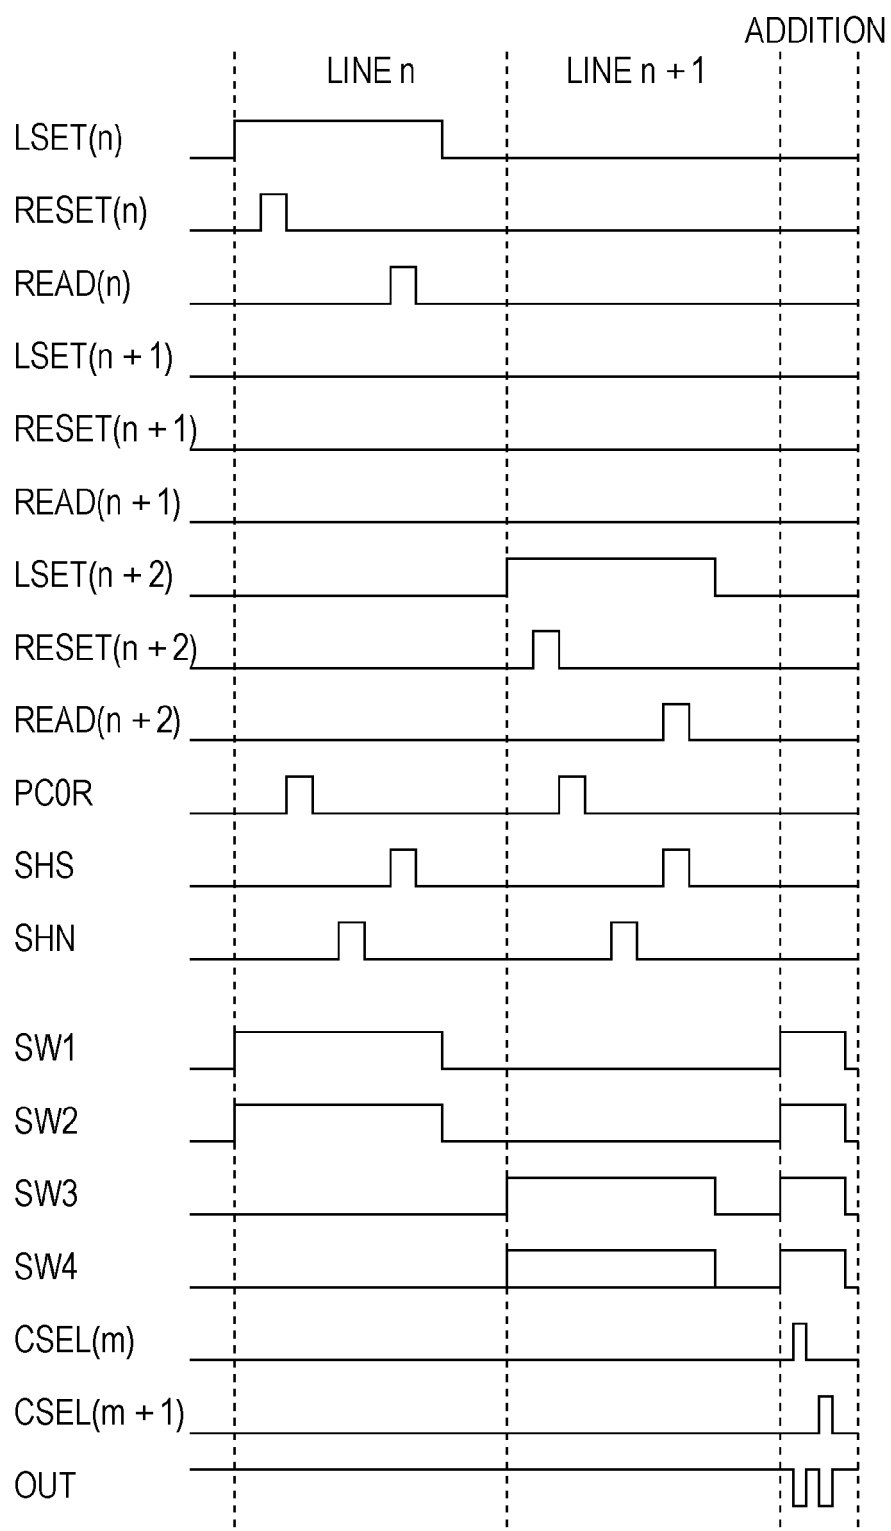 ADDITION
LINE n
LINE n + 1
LSET(n)
RESET(n)
READ(n)
LSET(n + 1)
RESET(n + 1)
READ(n + 1)
LSET(n + 2)
RESET(n + 2)
READ(n + 2)
PC0R
SHS
SHN
SW1
SW2
SW3
SW4
CSEL(m)
CSEL(m + 1)
OUT